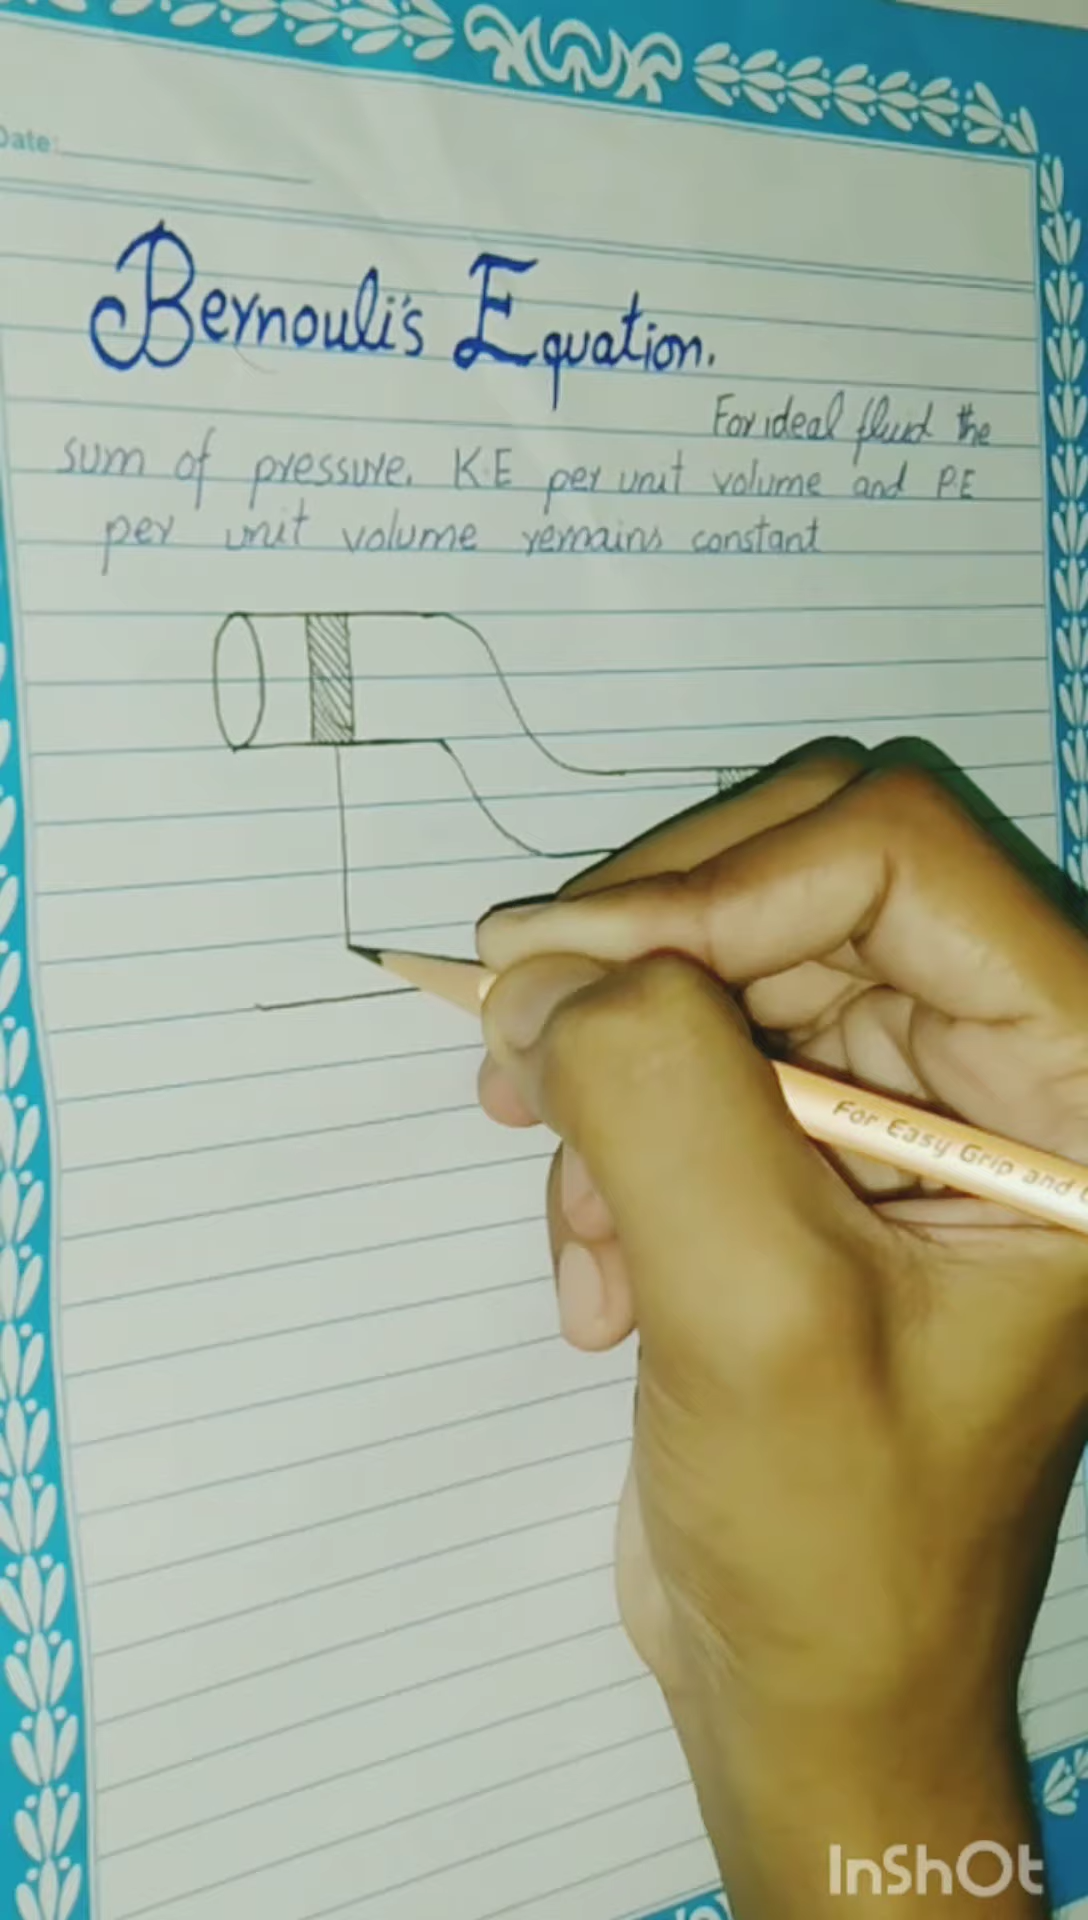 Date:
Bernouli's Equation.
For ideal fluid the
sum of pressure, K.E per unit volume and P.E
per unit volume remains constant
For Easy Grip and
InShOt